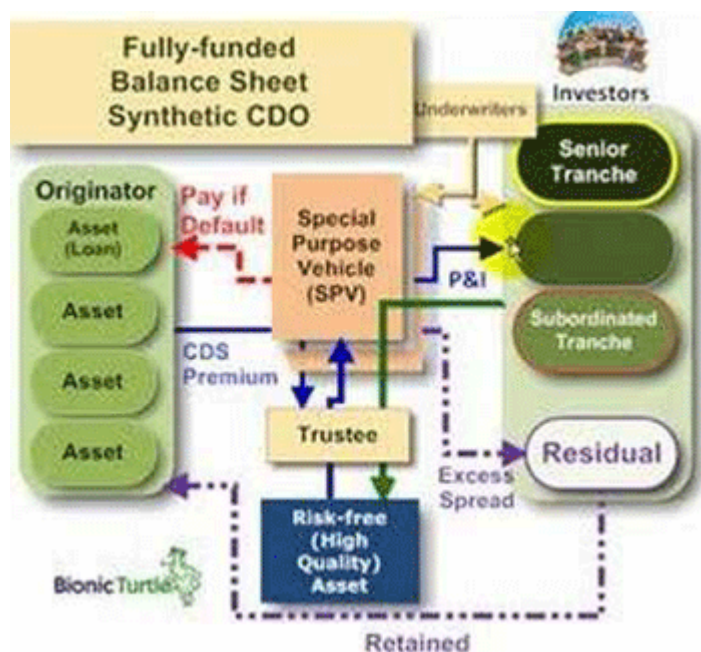 Fully-funded
Balance Sheet
Synthetic CDO
Underwriters
Investors
Originator
Asset
(Loan)
Asset
Asset
Asset
Pay if
Default
Special
Purpose
Vehicle
(SPV)
P&I
Senior
Tranche
Subordinated
Tranche
Residual
CDS
Premium
Trustee
Excess
Spread
Risk-free
(High
Quality)
Asset
BionicTurtle
Retained